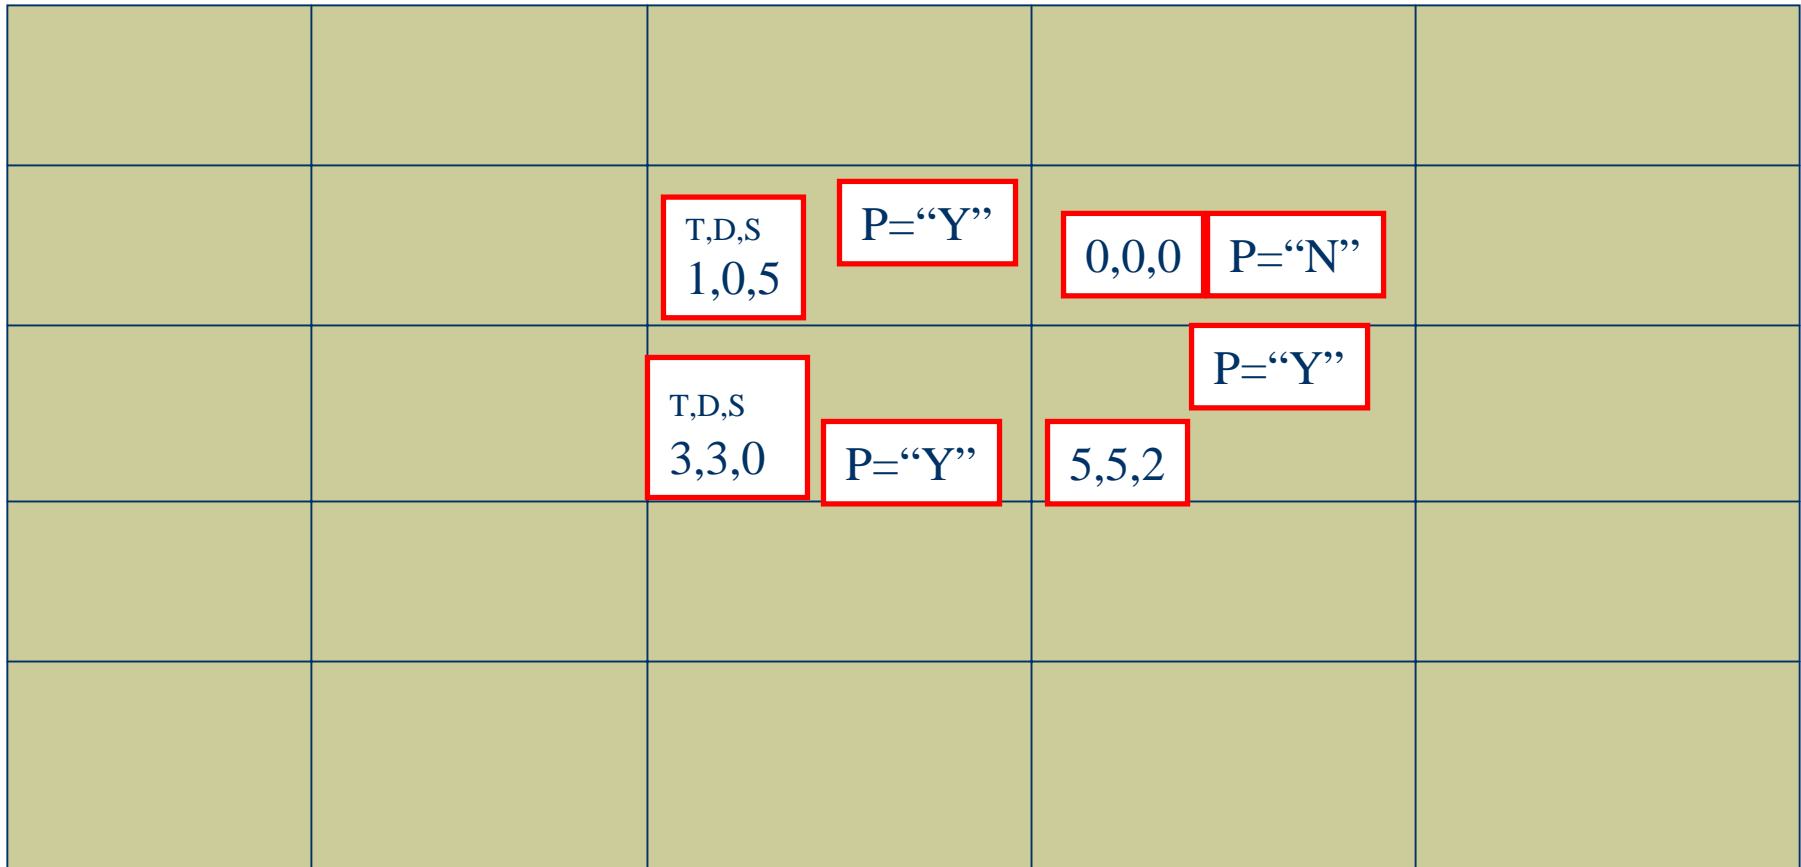 T,D,S
1,0,5
P=“Y”
0,0,0
P=“N”
T,D,S
3,3,0
P=“Y”
5,5,2
P=“Y”